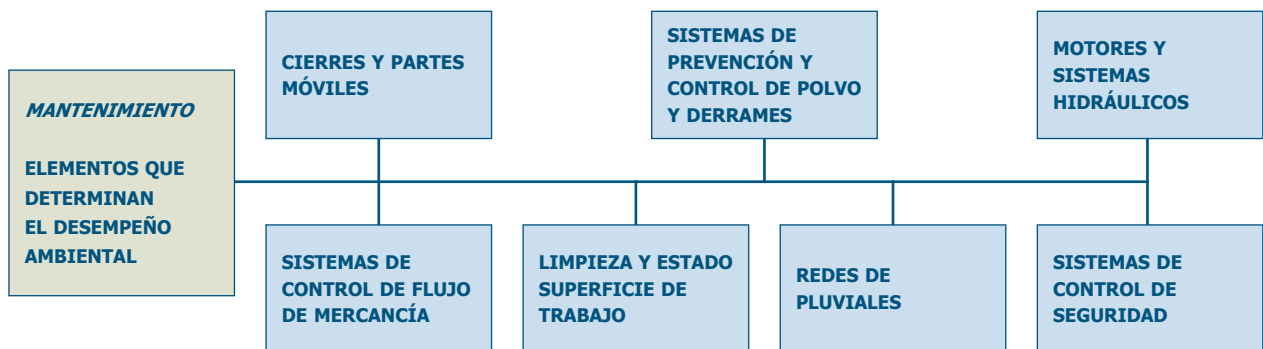 MANTENIMIENTO
ELEMENTOS QUE
DETERMINAN
EL DESEMPEÑO
AMBIENTAL
CIERRES Y PARTES
MÓVILES
SISTEMAS DE
PREVENCIÓN Y
CONTROL DE POLVO
Y DERRAMES
MOTORES Y
SISTEMAS
HIDRÁULICOS
SISTEMAS DE
CONTROL DE FLUJO
DE MERCANCÍA
LIMPIEZA Y ESTADO
SUPERFICIE DE
TRABAJO
REDES DE
PLUVIALES
SISTEMAS DE
CONTROL DE
SEGURIDAD